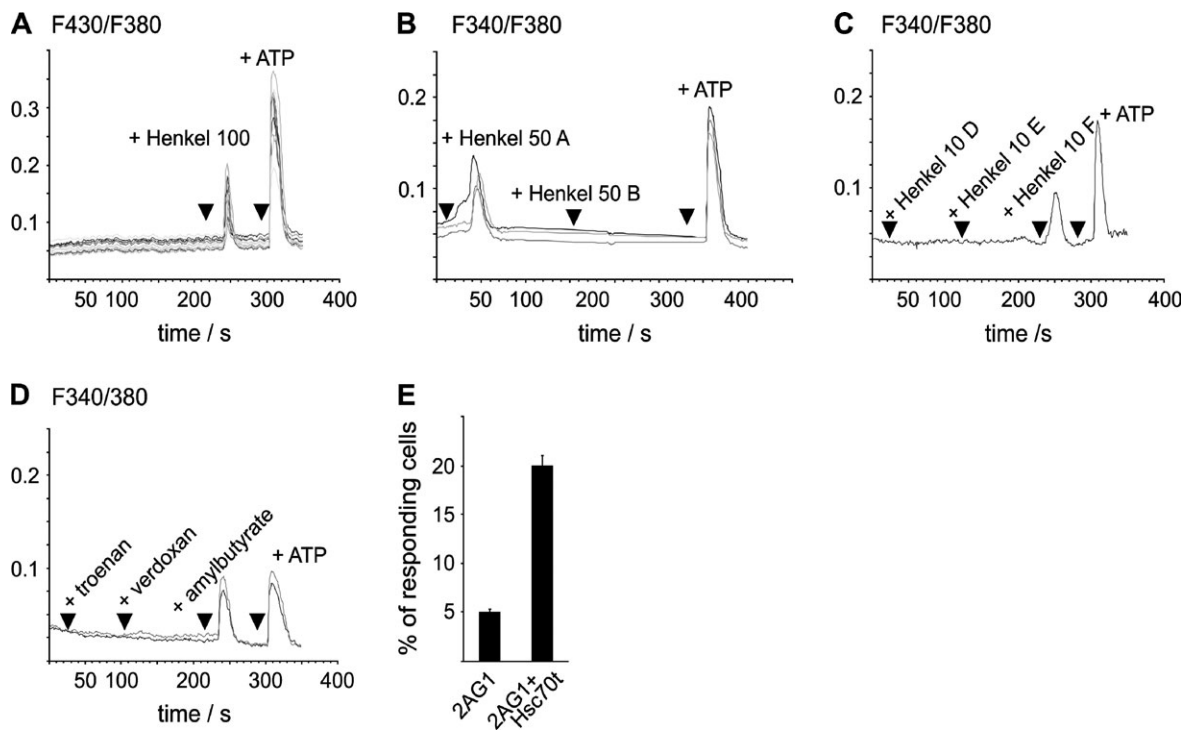 A F430/F380
+ ATP
+ Henkel 100
0.3
0.2
0.1
50 100 200 300 400
time / s
B F340/F380
+ ATP
+ Henkel 50 A
+ Henkel 50 B
0.2
0.1
50 100 200 300 400
time / s
C F340/F380
+ Henkel 10 D
+ Henkel 10 E
+ Henkel 10 F
+ ATP
0.2
0.1
50 100 200 300 400
time /s
D F340/380
+ troenan
+ verdoxan
+ amylbutyrate
+ ATP
0.2
0.1
50 100 200 300 400
time / s
E
% of responding cells
20
15
10
5
2AG1
2AG1+
Hsc70t